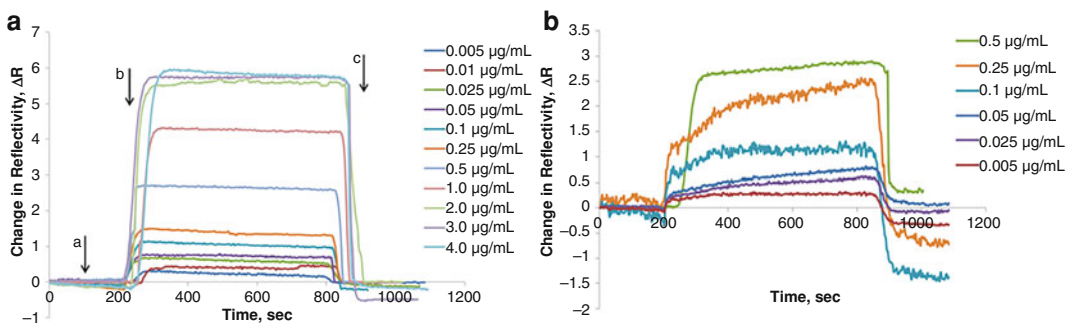 a
Change in Reflectivity, ΔR
7
6
5
4
3
2
1
0
−1
0
200
400
600
800
1000
1200
Time, sec
a
b
c
0.005 µg/mL
0.01 µg/mL
0.025 µg/mL
0.05 µg/mL
0.1 µg/mL
0.25 µg/mL
0.5 µg/mL
1.0 µg/mL
2.0 µg/mL
3.0 µg/mL
4.0 µg/mL
b
Change in Reflectivity, ΔR
3.5
3
2.5
2
1.5
1
0.5
0
−0.5
−1
−1.5
−2
0
200
400
600
800
1000
1200
Time, sec
0.5 µg/mL
0.25 µg/mL
0.1 µg/mL
0.05 µg/mL
0.025 µg/mL
0.005 µg/mL